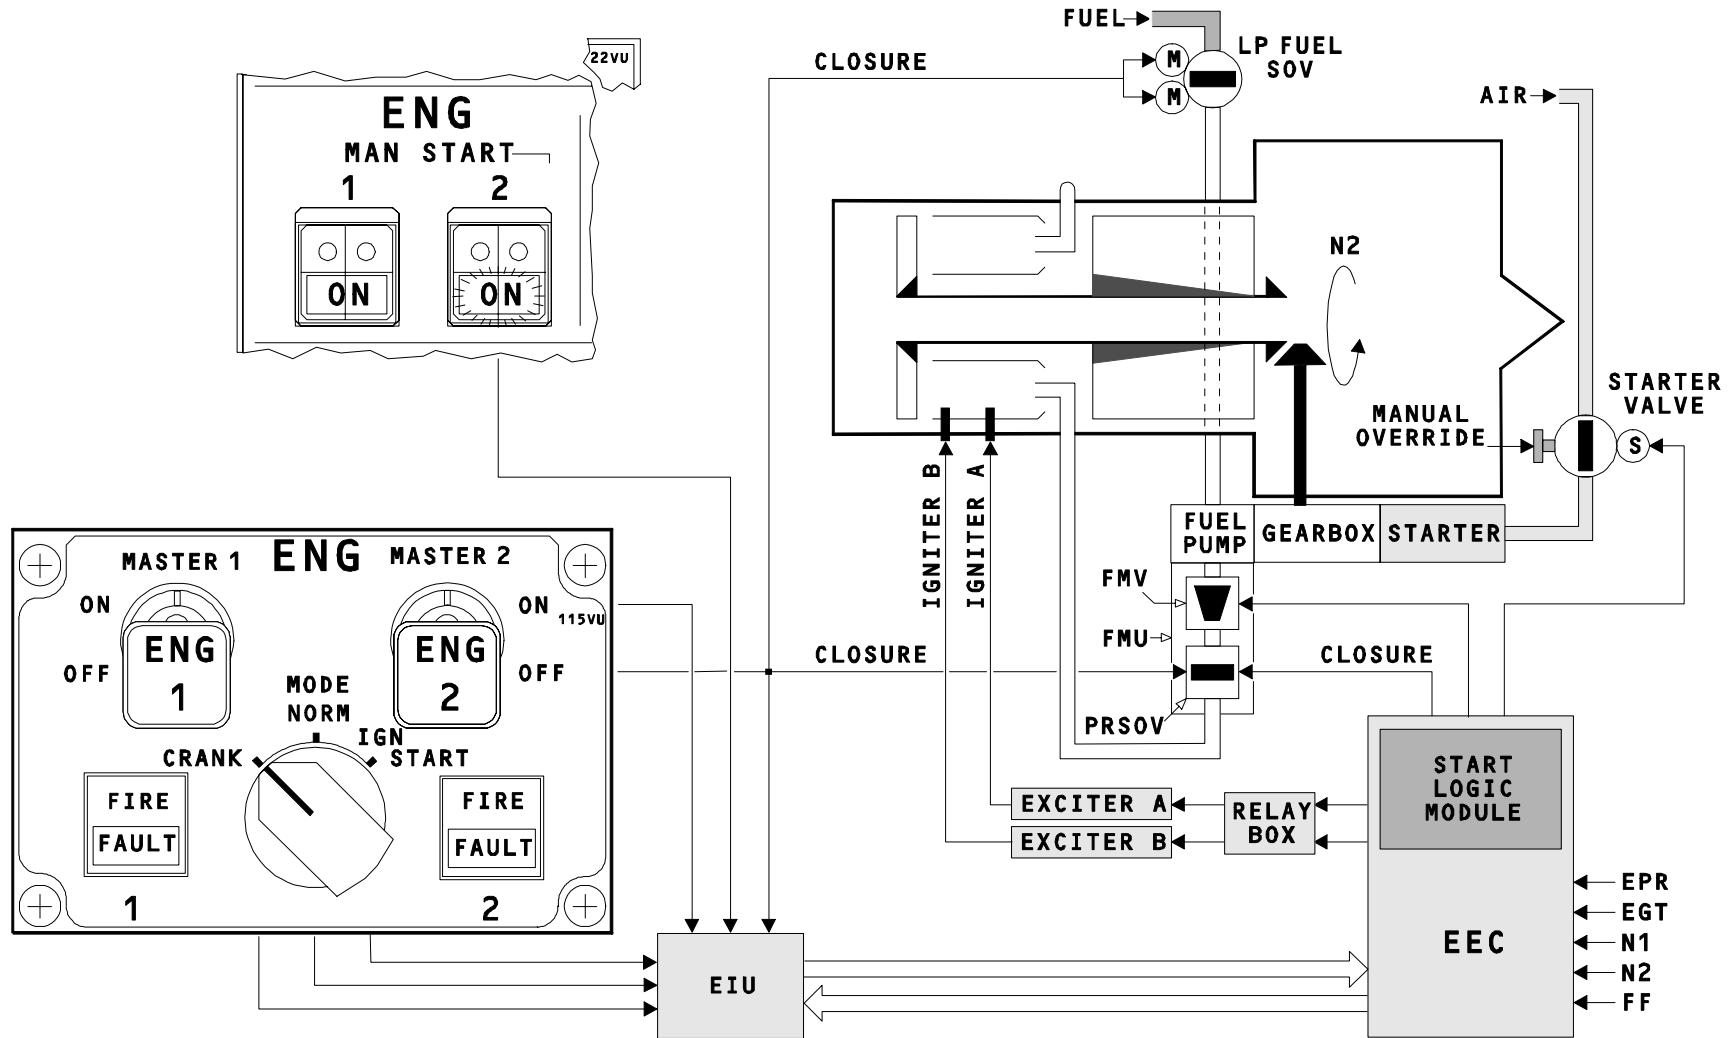 22VU
ENG
MAN START
1 2
ON ON
FUEL
CLOSURE
M
M
LP FUEL
SOV
AIR
N2
STARTER
VALVE
MANUAL
OVERRIDE
S
IGNITER B
IGNITER A
FUEL
PUMP
GEARBOX
STARTER
FMV
FMU
CLOSURE
CLOSURE
PRSOV
MASTER 1 ENG MASTER 2
ON ON
115VU
OFF OFF
ENG
1
ENG
2
MODE
NORM
CRANK
IGN
START
FIRE
FAULT
FIRE
FAULT
1 2
EXCITER A
EXCITER B
RELAY
BOX
START
LOGIC
MODULE
EEC
EIU
EPR
EGT
N1
N2
FF